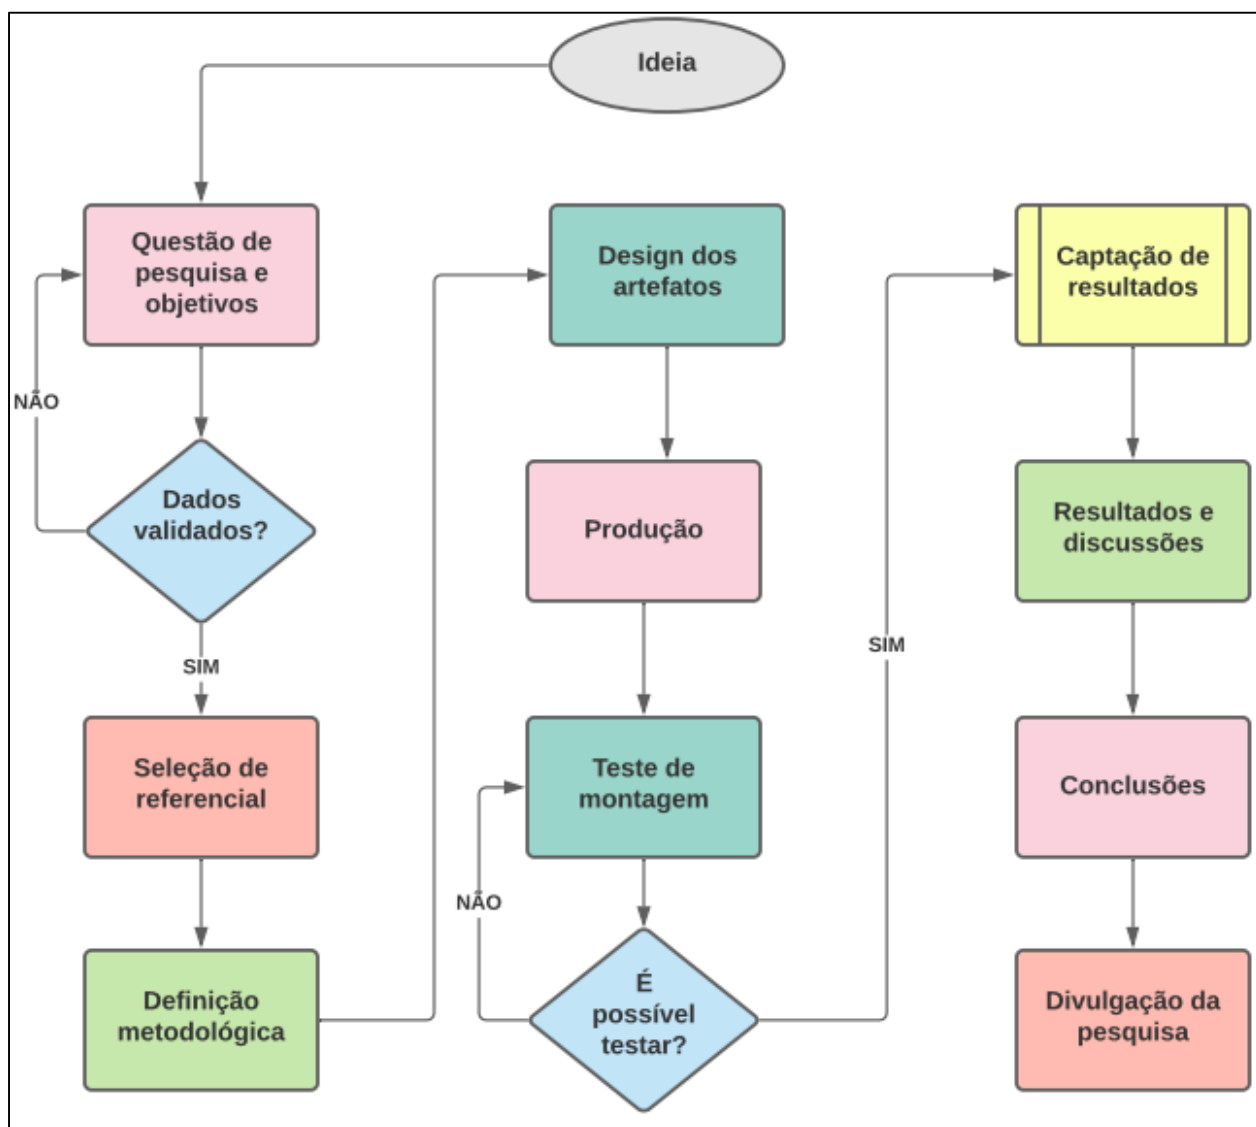 Ideia
Questão de
pesquisa e
objetivos
NÃO
Dados
validados?
SIM
Seleção de
referencial
Definição
metodológica
Design dos
artefatos
Produção
Teste de
montagem
NÃO
É
possível
testar?
SIM
Captação de
resultados
Resultados e
discussões
Conclusões
Divulgação da
pesquisa